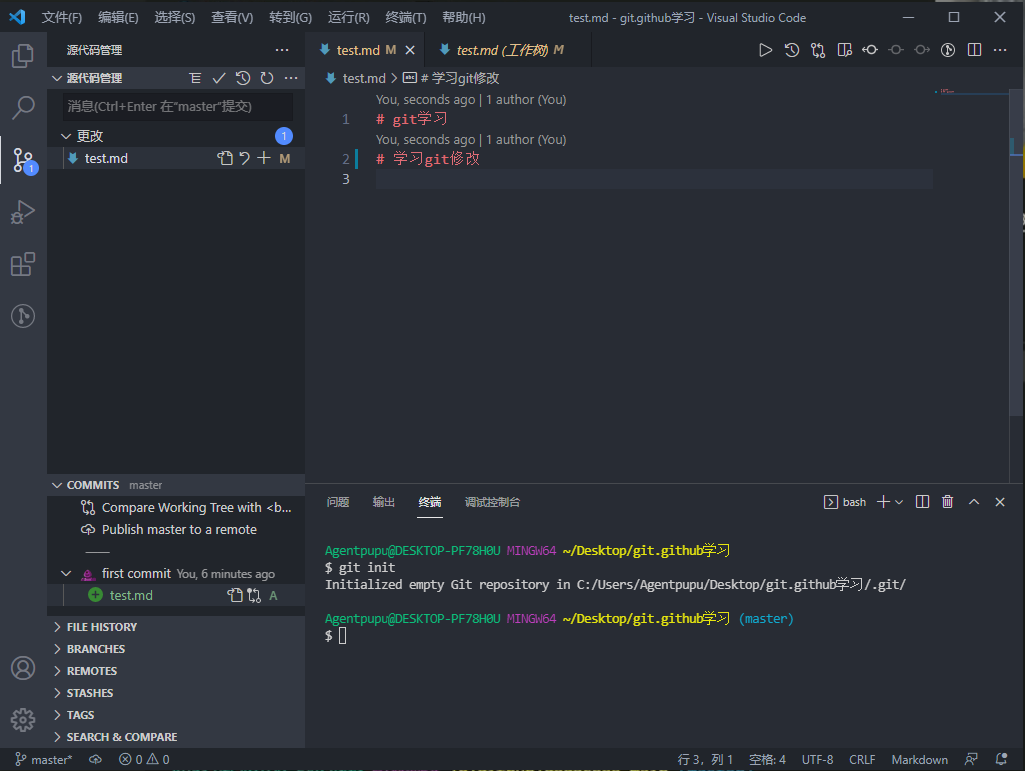 文件(F) 编辑(E) 选择(S) 查看(V) 转到(G) 运行(R) 终端(T) 帮助(H) test.md - git.github学习 - Visual Studio Code
源代码管理
源代码管理
消息(Ctrl+Enter 在"master"提交)
更改 1
test.md M
1
COMMITS master
Compare Working Tree with <b...
Publish master to a remote
first commit You, 6 minutes ago
test.md A
FILE HISTORY
BRANCHES
REMOTES
STASHES
TAGS
SEARCH & COMPARE
test.md M test.md (工作树) M
test.md > # 学习git修改
You, seconds ago | 1 author (You)
1 # git学习
You, seconds ago | 1 author (You)
2 # 学习git修改
3
问题 输出 终端 调试控制台 bash
Agentpupu@DESKTOP-PF78H0U MINGW64 ~/Desktop/git.github学习
$ git init
Initialized empty Git repository in C:/Users/Agentpupu/Desktop/git.github学习/.git/
Agentpupu@DESKTOP-PF78H0U MINGW64 ~/Desktop/git.github学习 (master)
$
master* 0 0 行 3，列 1 空格: 4 UTF-8 CRLF Markdown